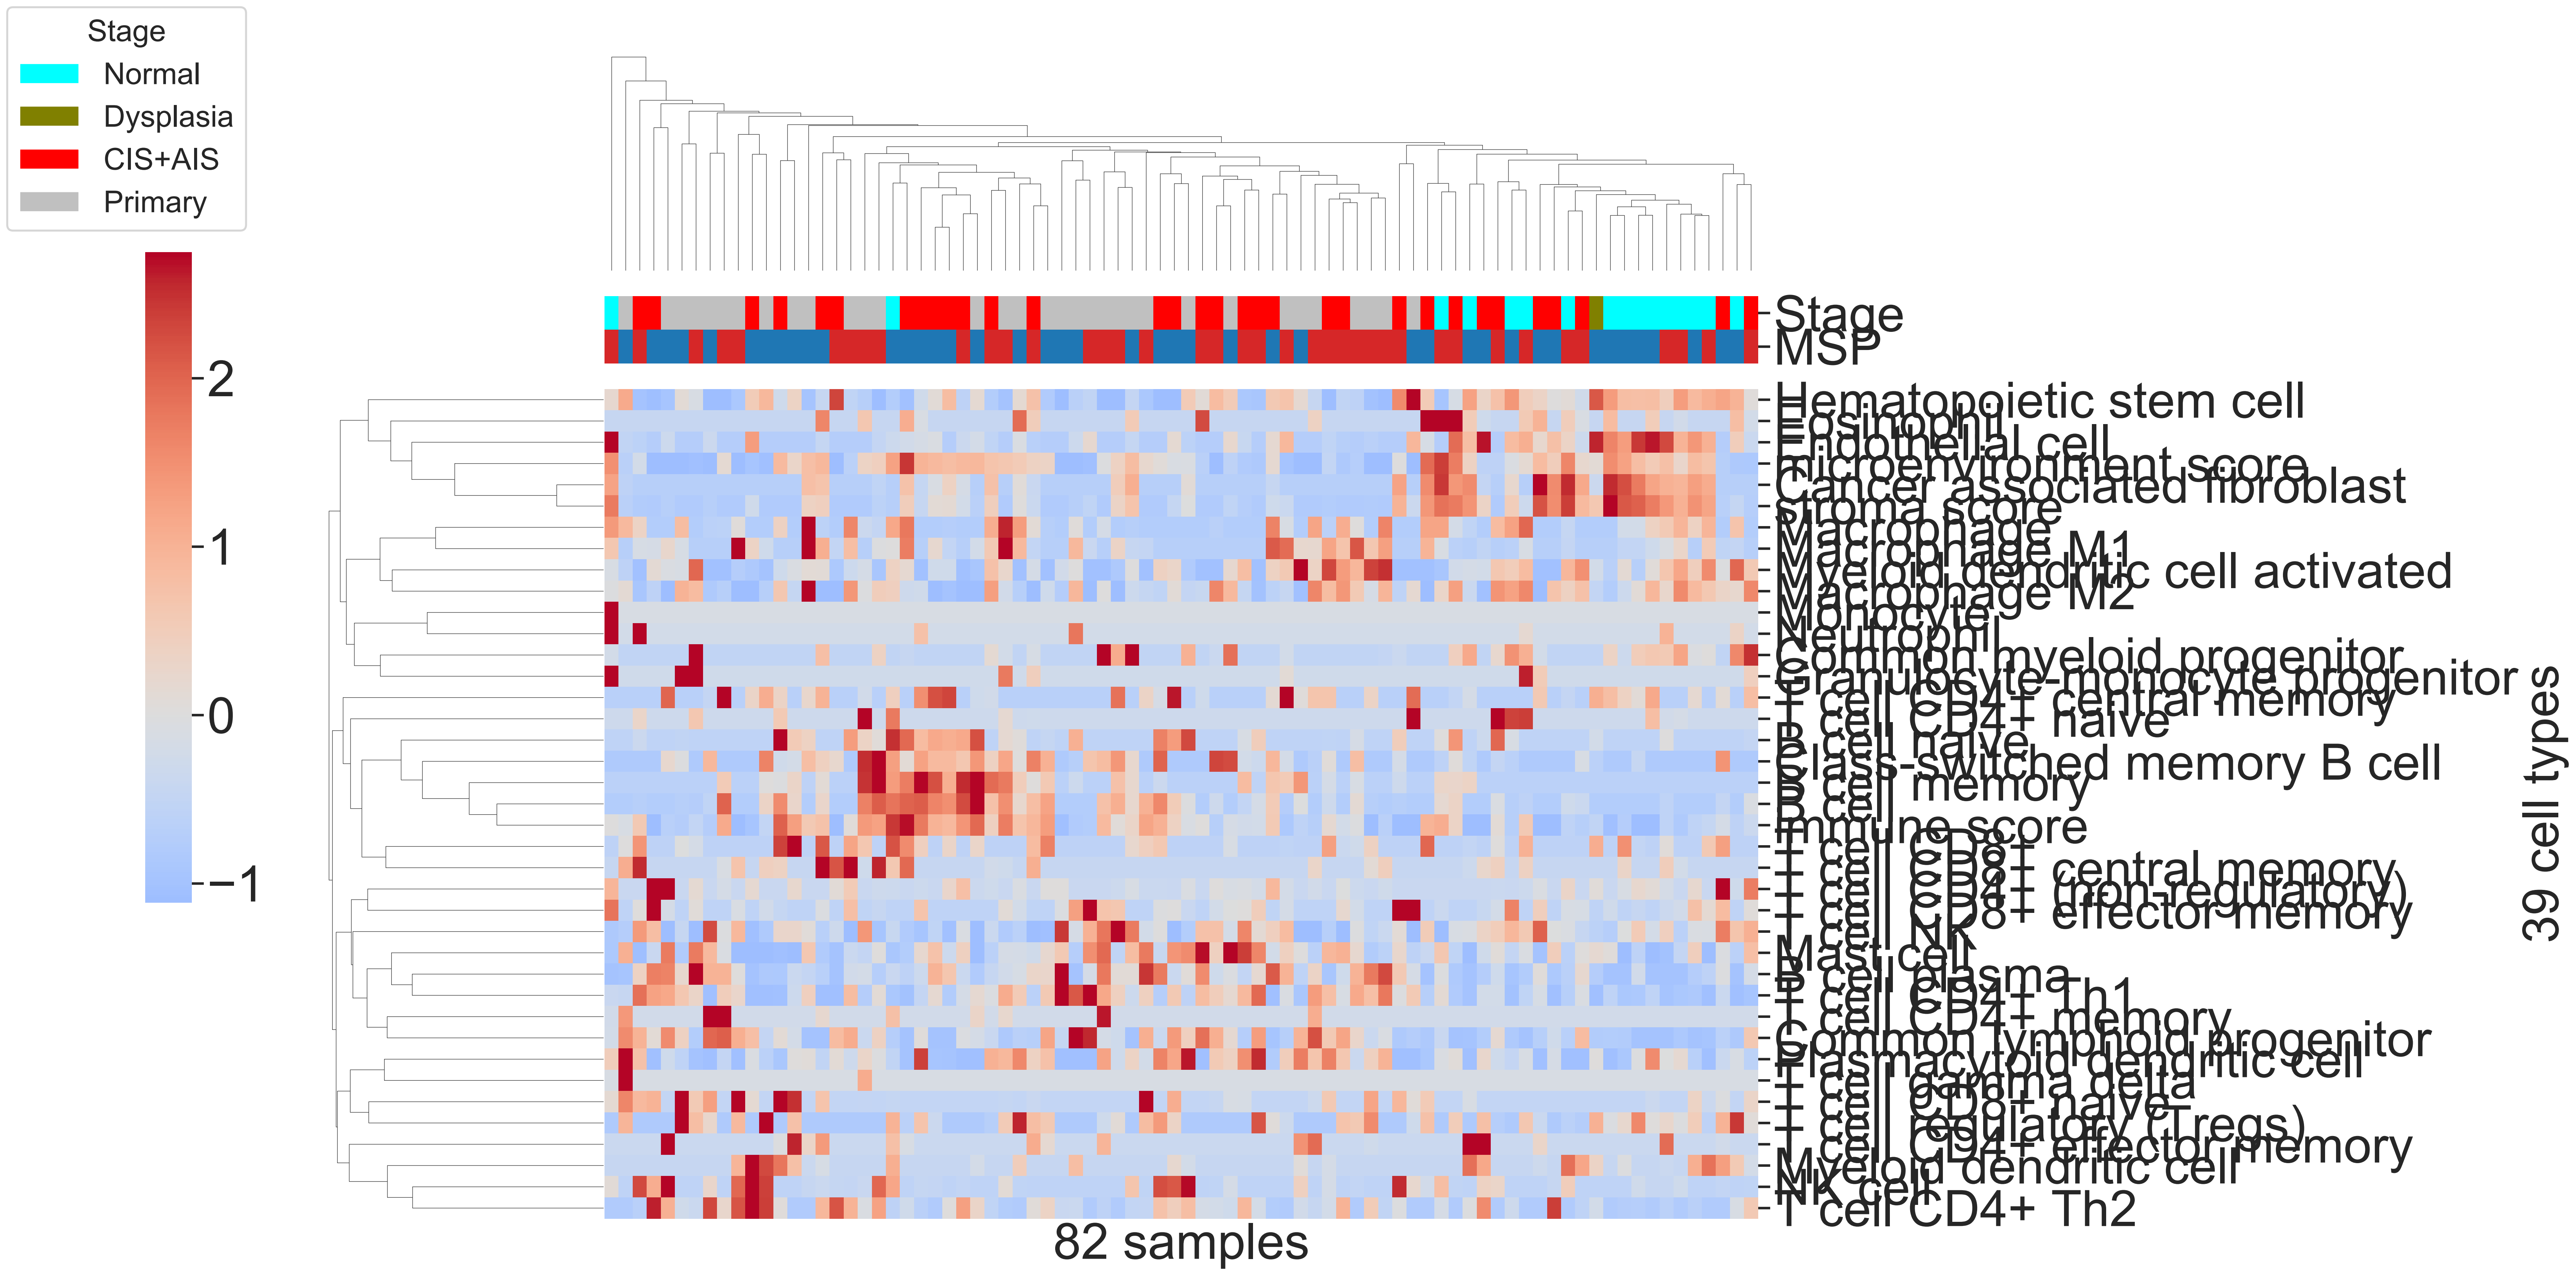 Stage
Normal
Dysplasia
CIS+AIS
Primary
2
1
0
−1
Stage
MSP
Hematopoietic stem cell
Eosinophil
Endothelial cell
microenvironment score
Cancer associated fibroblast
stroma score
Macrophage
Macrophage M1
Myeloid dendritic cell activated
Macrophage M2
Monocyte
Neutrophil
Common myeloid progenitor
Granulocyte-monocyte progenitor
T cell CD4+ central memory
T cell CD4+ naive
B cell naive
Class-switched memory B cell
B cell memory
B cell
immune score
T cell CD8+
T cell CD8+ central memory
T cell CD4+ (non-regulatory)
T cell CD8+ effector memory
T cell NK
Mast cell
B cell plasma
T cell CD4+ Th1
T cell CD4+ memory
Common lymphoid progenitor
Plasmacytoid dendritic cell
T cell gamma delta
T cell CD8+ naive
T cell regulatory (Tregs)
T cell CD4+ effector memory
Myeloid dendritic cell
NK cell
T cell CD4+ Th2
39 cell types
82 samples